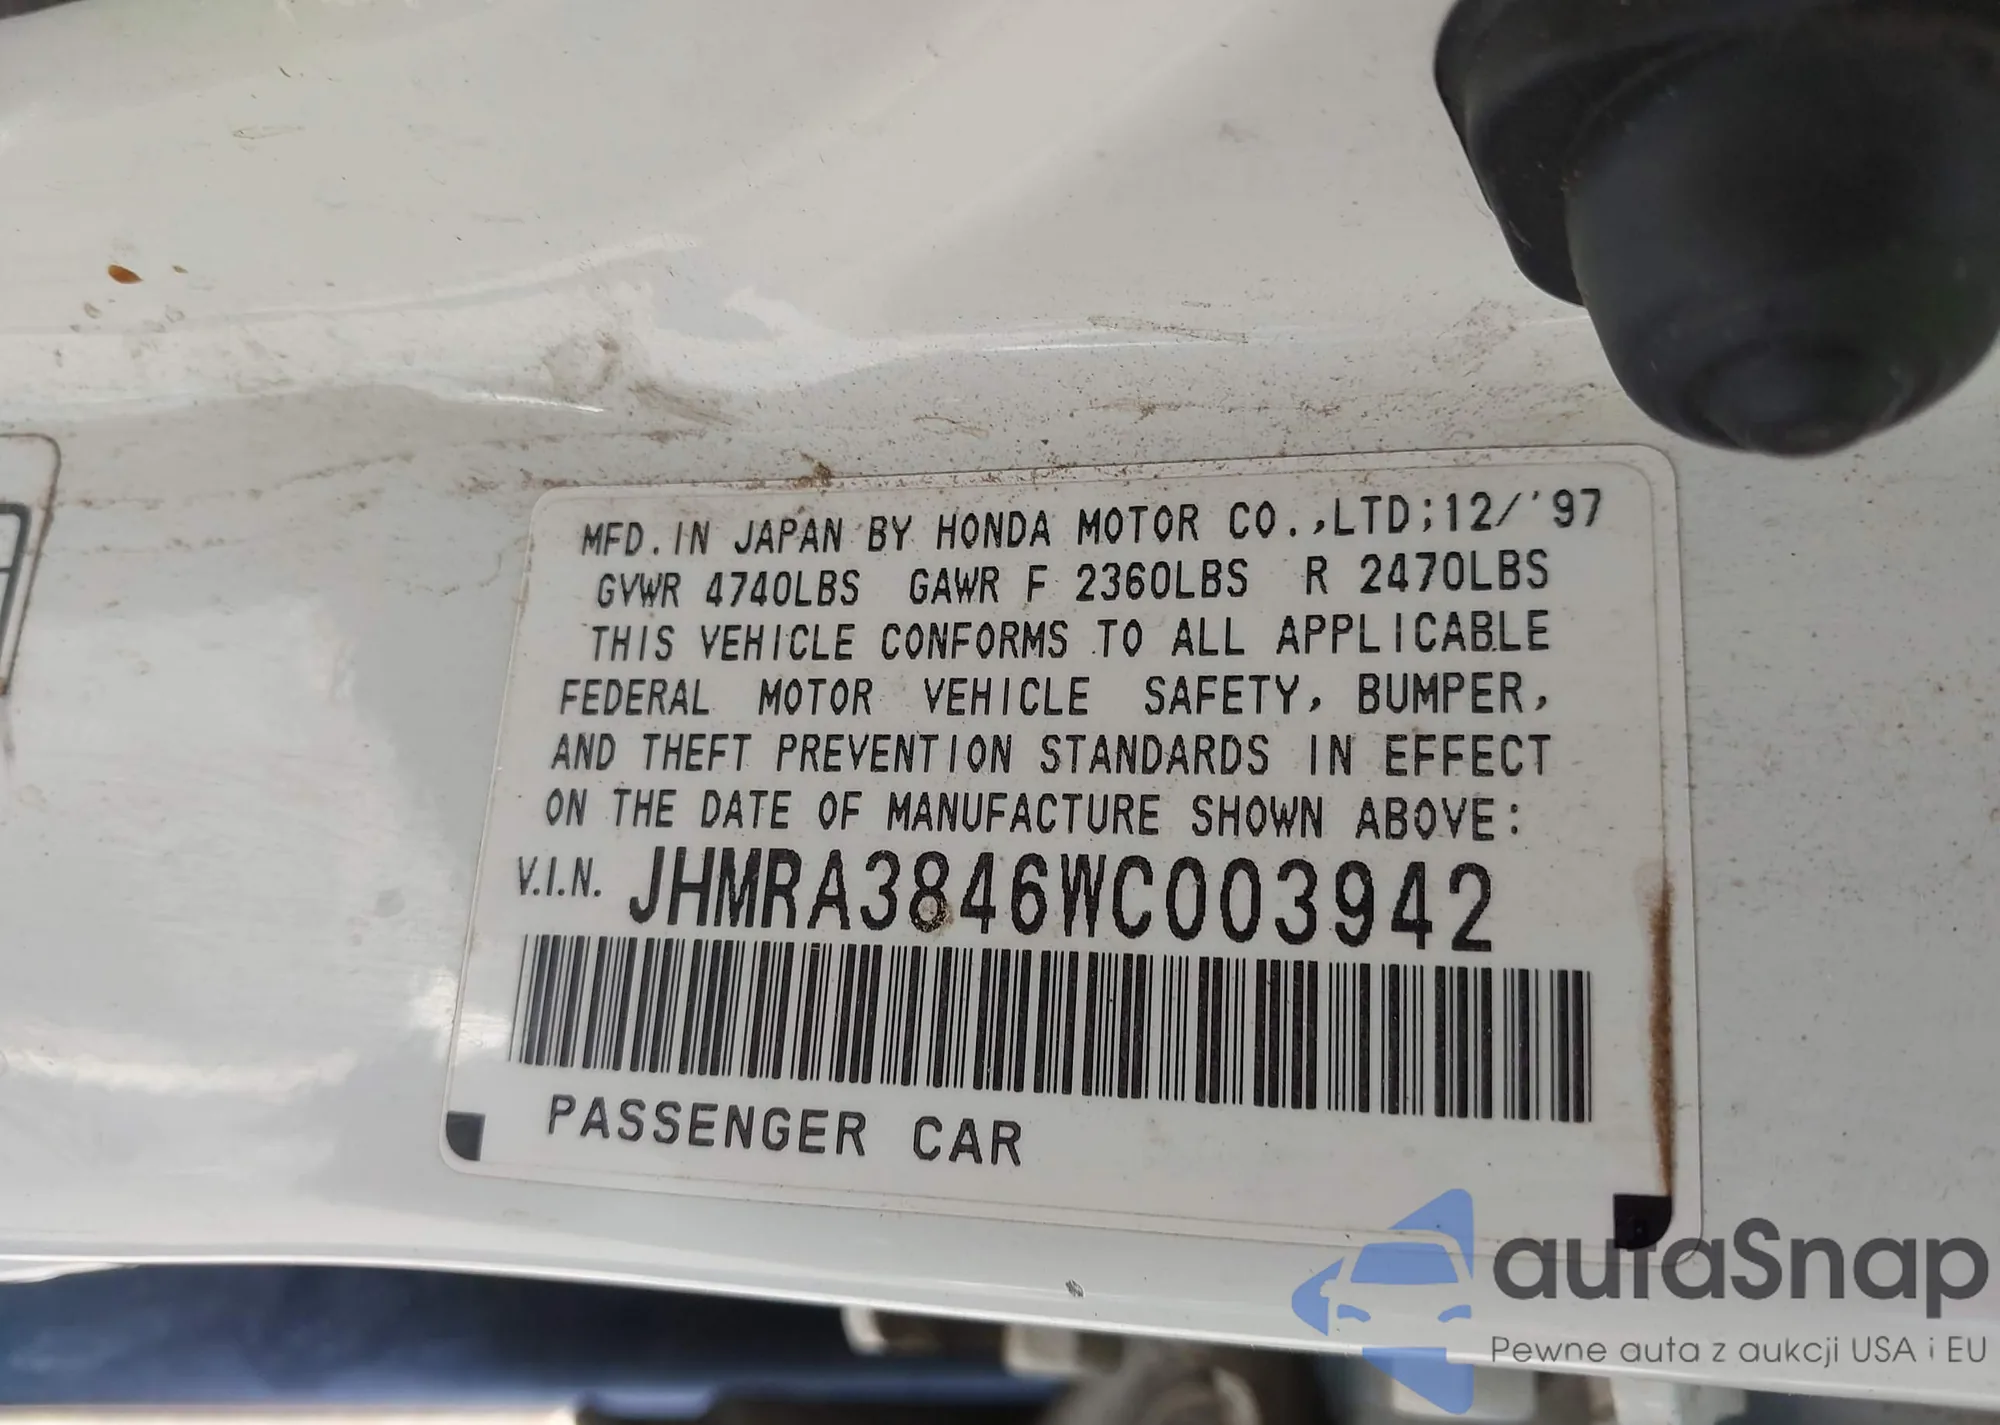 MFD. IN JAPAN BY HONDA MOTOR CO.,LTD;12/'97
GVWR 4740LBS GAWR F 2360LBS R 2470LBS
THIS VEHICLE CONFORMS TO ALL APPLICABLE
FEDERAL MOTOR VEHICLE SAFETY, BUMPER,
AND THEFT PREVENTION STANDARDS IN EFFECT
ON THE DATE OF MANUFACTURE SHOWN ABOVE:
V.I.N. JHMRA3846WC003942
PASSENGER CAR
autaSnap
Pewne auta z aukcji USA i EU